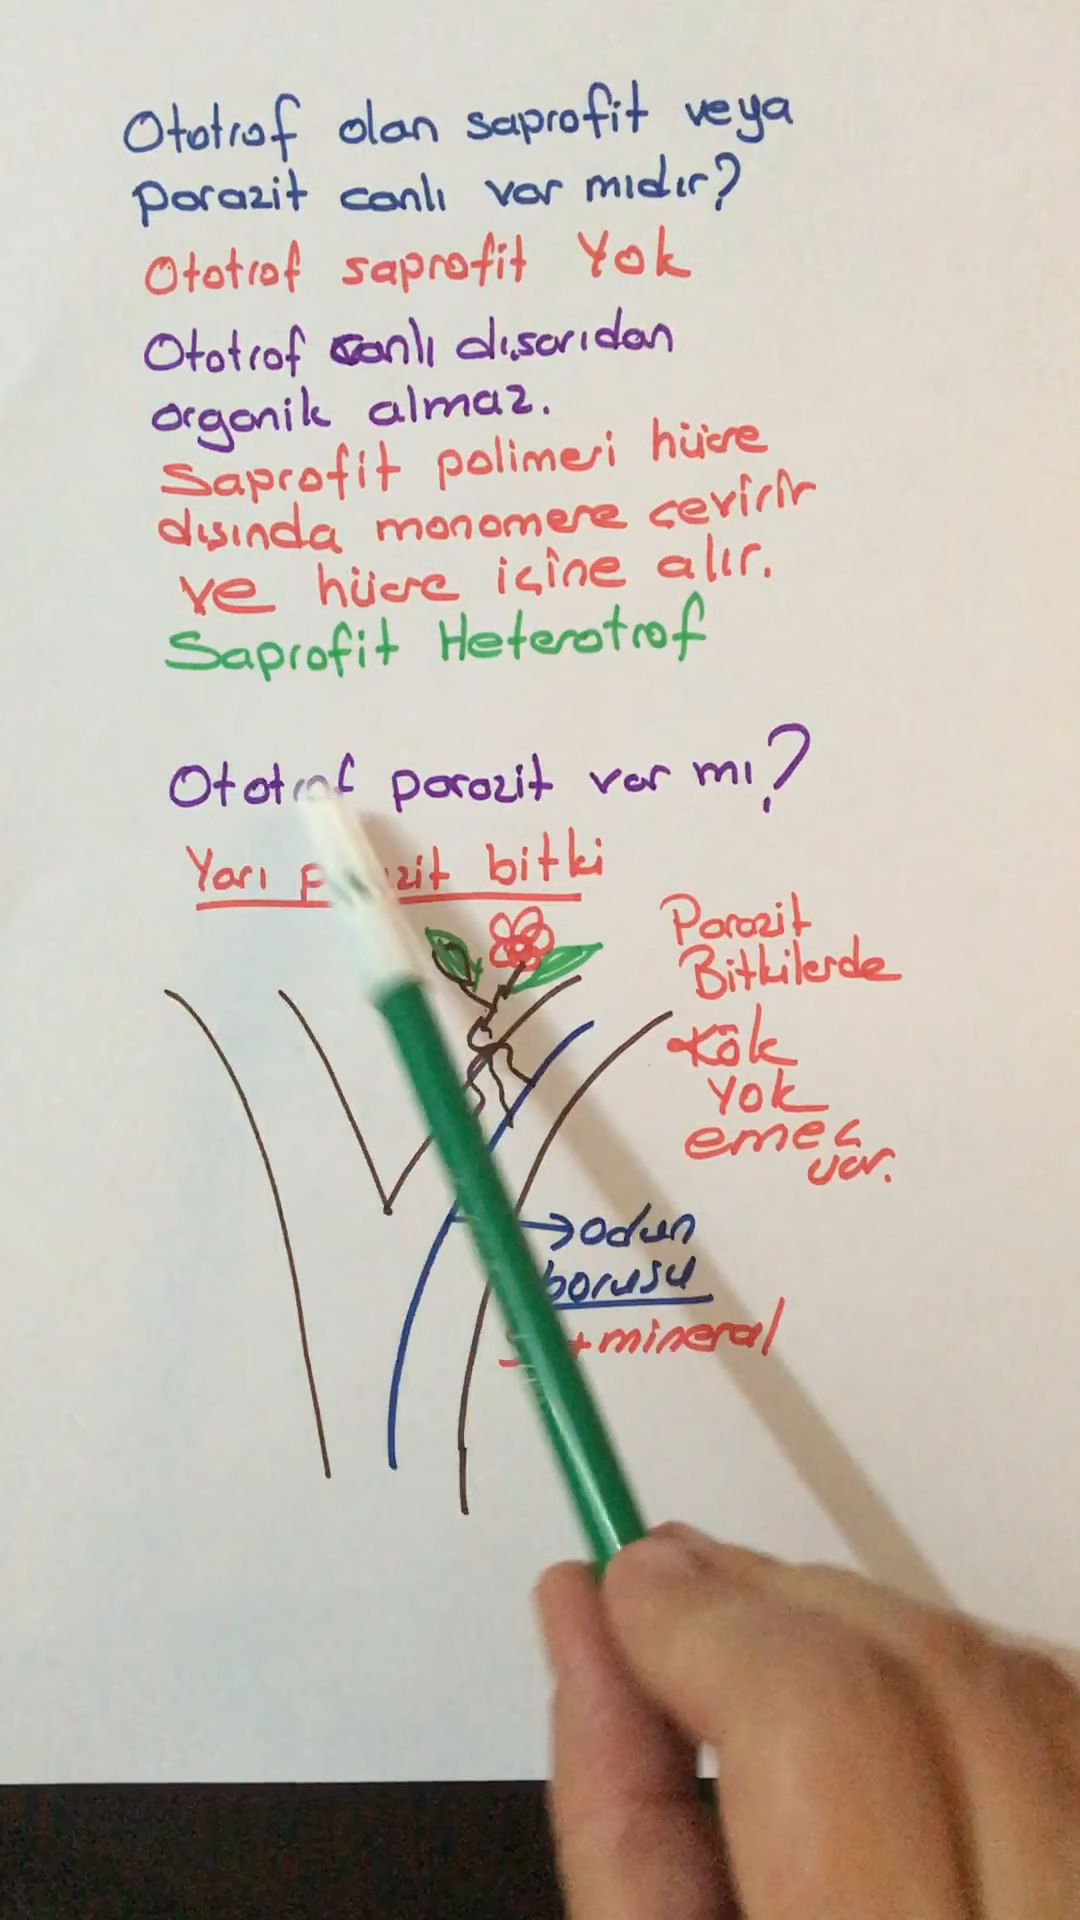 Ototrof olan saprofit veya
parazit canlı var mıdır?
Ototrof saprofit Yok
Ototrof canlı dışarıdan
organik almaz.
Saprofit polimeri hücre
dışında monomere çevirir
ve hücre içine alır.
Saprofit Heterotrof
Ototrof parazit var mı?
Yarı bitki
Parazit
Bitkilerde
Kök
Yok
emeç
var.
→odun
borusu
+mineral